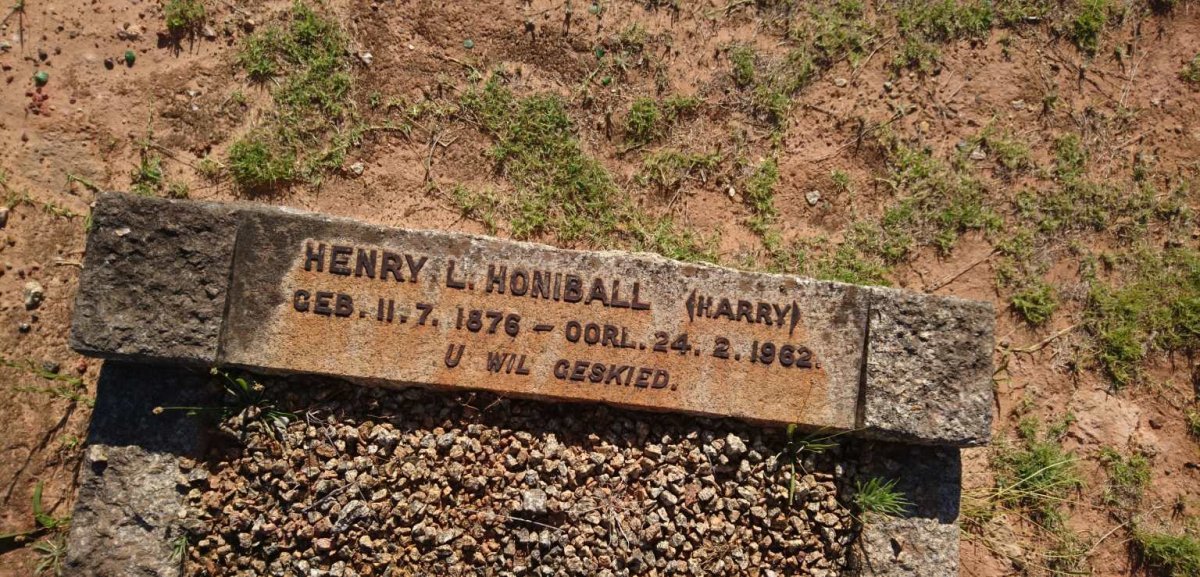 HENRY L. HONIBALL (HARRY)
GEB. 11.7. 1876 – OORL. 24. 2. 1962.
U WIL GESKIED.